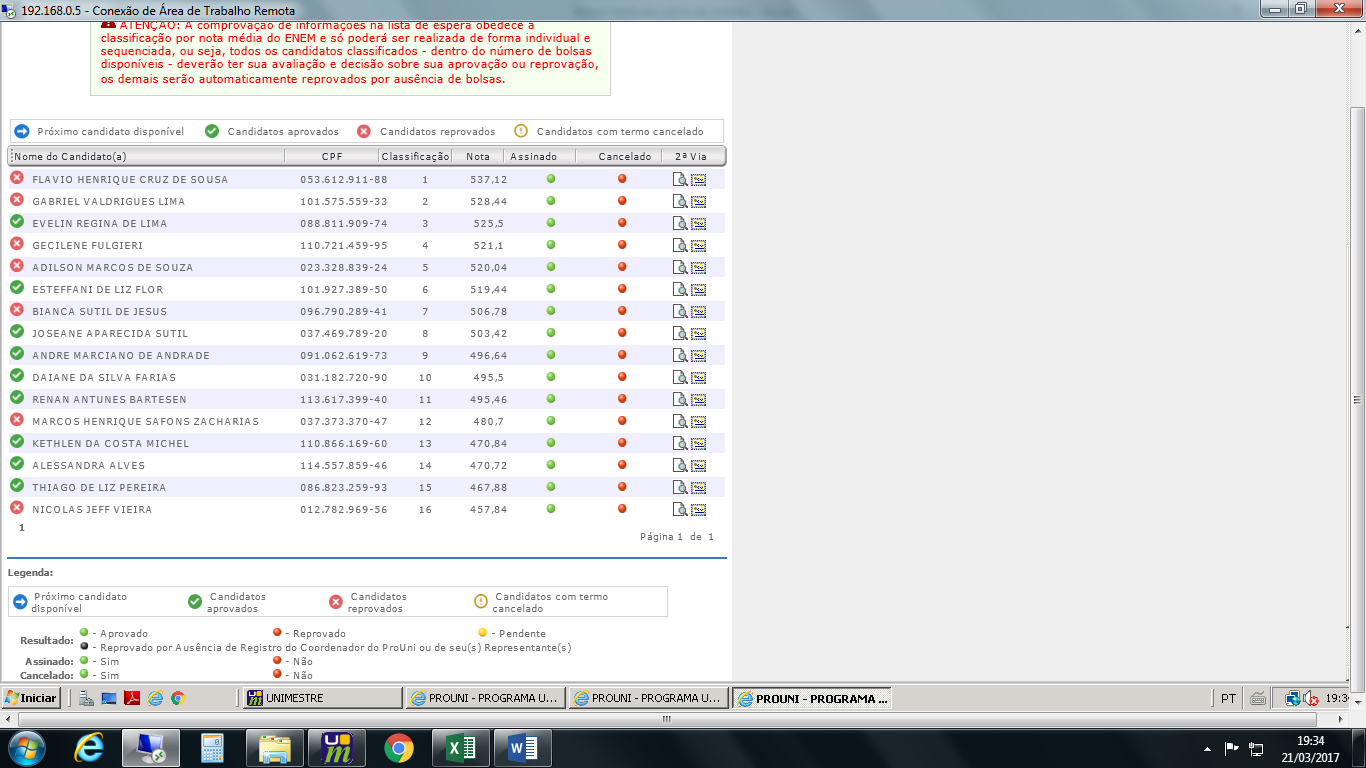 192.168.0.5 - Conexão de Área de Trabalho Remota
ATENÇÃO: A comprovação de informações na lista de espera obedece a
classificação por nota média do ENEM e só poderá ser realizada de forma individual e
sequenciada, ou seja, todos os candidatos classificados - dentro do número de bolsas
disponíveis - deverão ter sua avaliação e decisão sobre sua aprovação ou reprovação,
os demais serão automaticamente reprovados por ausência de bolsas.
Próximo candidato disponível Candidatos aprovados Candidatos reprovados Candidatos com termo cancelado
Nome do Candidato(a) CPF Classificação Nota Assinado Cancelado 2ª Via
FLAVIO HENRIQUE CRUZ DE SOUSA 053.612.911-88 1 537,12
GABRIEL VALDRIGUES LIMA 101.575.559-33 2 528,44
EVELIN REGINA DE LIMA 088.811.909-74 3 525,5
GECILENE FULGIERI 110.721.459-95 4 521,1
ADILSON MARCOS DE SOUZA 023.328.839-24 5 520,04
ESTEFFANI DE LIZ FLOR 101.927.389-50 6 519,44
BIANCA SUTIL DE JESUS 096.790.289-41 7 506,78
JOSEANE APARECIDA SUTIL 037.469.789-20 8 503,42
ANDRE MARCIANO DE ANDRADE 091.062.619-73 9 496,64
DAIANE DA SILVA FARIAS 031.182.720-90 10 495,5
RENAN ANTUNES BARTESEN 113.617.399-40 11 495,46
MARCOS HENRIQUE SAFONS ZACHARIAS 037.373.370-47 12 480,7
KETHLEN DA COSTA MICHEL 110.866.169-60 13 470,84
ALESSANDRA ALVES 114.557.859-46 14 470,72
THIAGO DE LIZ PEREIRA 086.823.259-93 15 467,88
NICOLAS JEFF VIEIRA 012.782.969-56 16 457,84
1
Página 1 de 1
Legenda:
Próximo candidato disponível Candidatos aprovados Candidatos reprovados Candidatos com termo cancelado
Resultado: - Aprovado - Reprovado - Pendente
- Reprovado por Ausência de Registro do Coordenador do ProUni ou de seu(s) Representante(s)
Assinado: - Sim - Não
Cancelado: - Sim - Não
Iniciar UNIMESTRE PROUNI - PROGRAMA U... PROUNI - PROGRAMA U... PROUNI - PROGRAMA ... PT 19:3
19:34
21/03/2017